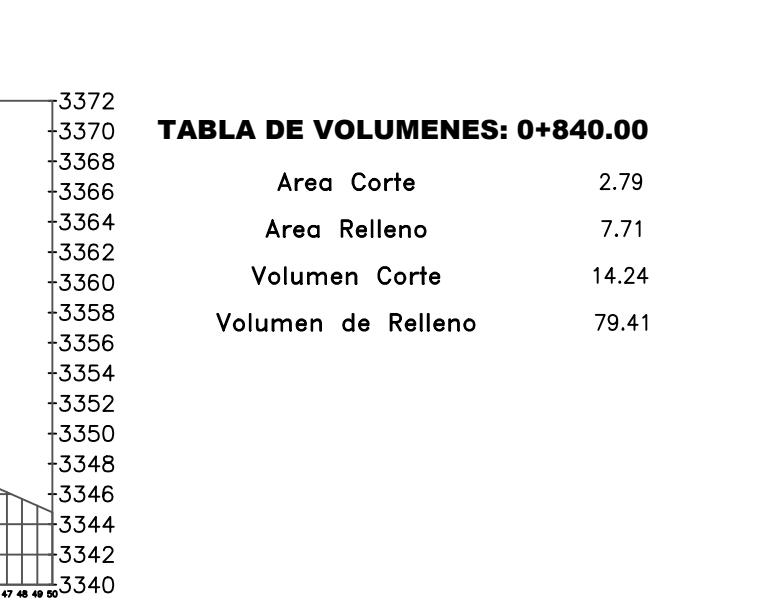 3372
3370
3368
3366
3364
3362
3360
3358
3356
3354
3352
3350
3348
3346
3344
3342
3340
47 48 49 50
TABLA DE VOLUMENES: 0+840.00
Area Corte 2.79
Area Relleno 7.71
Volumen Corte 14.24
Volumen de Relleno 79.41